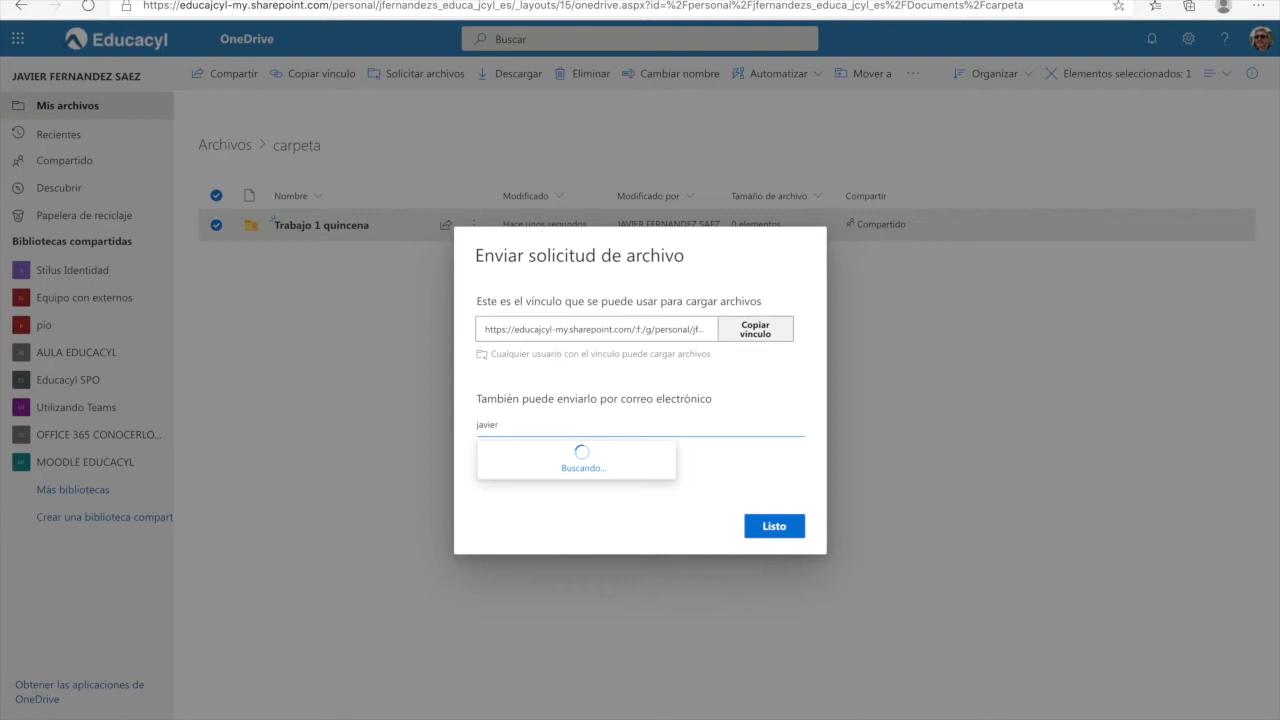 https://educajcyl-my.sharepoint.com/personal/jfernandezs_educa_jcyl_es/_layouts/15/onedrive.aspx?id=%2Fpersonal%2Fjfernandezs_educa_jcyl_es%2FDocuments%2Fcarpeta
Educacyl
OneDrive
Buscar
JAVIER FERNANDEZ SAEZ
Compartir
Copiar vínculo
Solicitar archivos
Descargar
Eliminar
Cambiar nombre
Automatizar
Mover a
Organizar
Elementos seleccionados: 1
Mis archivos
Recientes
Compartido
Descubrir
Papelera de reciclaje
Bibliotecas compartidas
Stilus Identidad
Equipo con externos
pio
AULA EDUCACYL
Educacyl SPO
Utilizando Teams
OFFICE 365 CONOCERLO...
MOODLE EDUCACYL
Más bibliotecas
Crear una biblioteca compart
Obtener las aplicaciones de
OneDrive
Archivos > carpeta
Nombre
Modificado
Modificado por
Tamaño de archivo
Compartir
Trabajo 1 quincena
Hace unos segundos
JAVIER FERNANDEZ SAEZ
0 elementos
Compartido
Enviar solicitud de archivo
Este es el vínculo que se puede usar para cargar archivos
https://educajcyl-my.sharepoint.com/:f:/g/personal/jf...
Copiar
vínculo
Cualquier usuario con el vínculo puede cargar archivos
También puede enviarlo por correo electrónico
javier
Buscando...
Listo